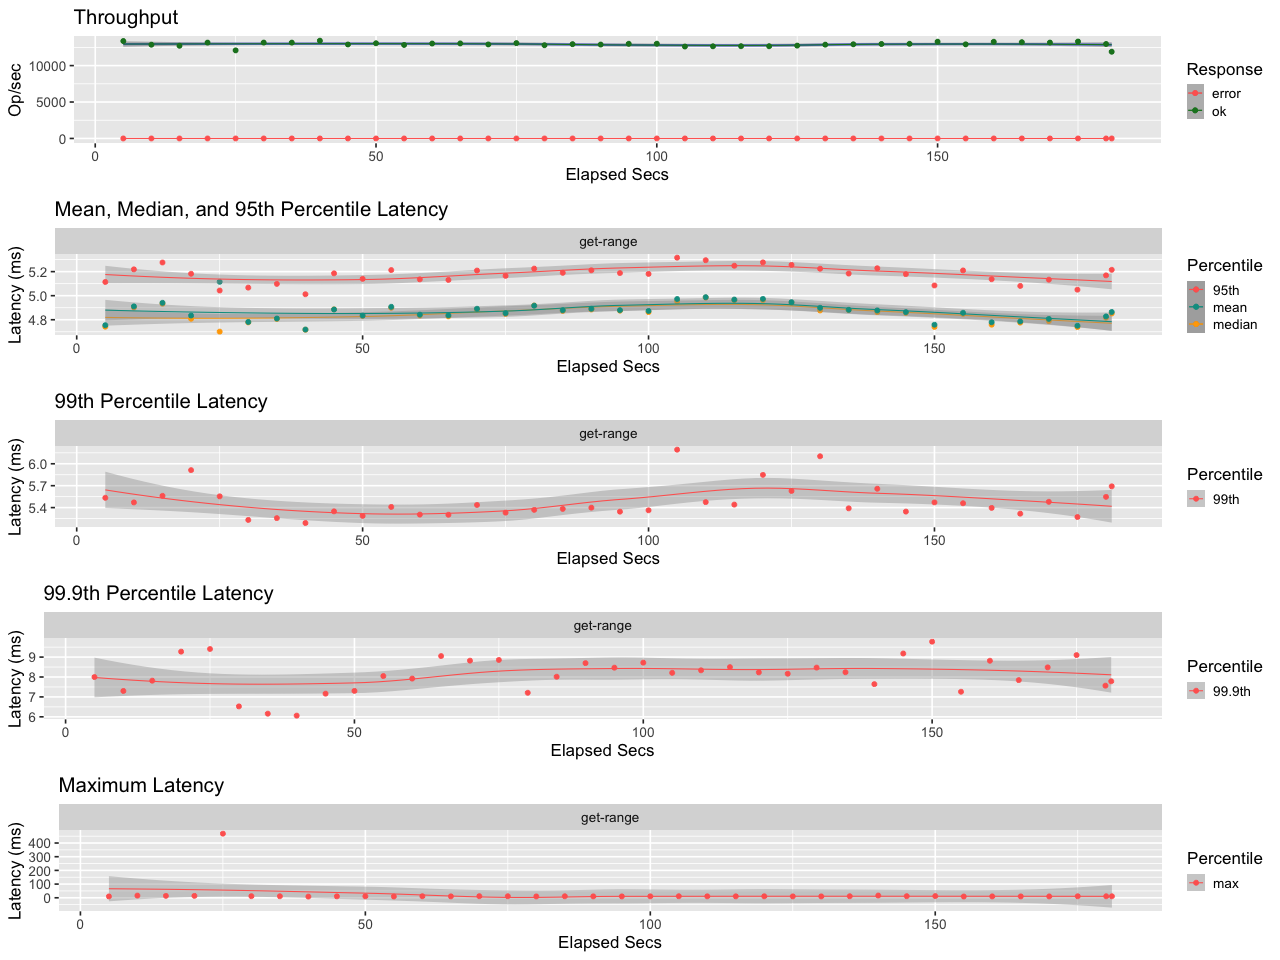 Throughput
Op/sec
10000
5000
0
0 50 100 150
Elapsed Secs
Response
error
ok
Mean, Median, and 95th Percentile Latency
get-range
Latency (ms)
5.2
5.0
4.8
0 50 100 150
Elapsed Secs
Percentile
95th
mean
median
99th Percentile Latency
get-range
Latency (ms)
6.0
5.7
5.4
0 50 100 150
Elapsed Secs
Percentile
99th
99.9th Percentile Latency
get-range
Latency (ms)
9
8
7
6
0 50 100 150
Elapsed Secs
Percentile
99.9th
Maximum Latency
get-range
Latency (ms)
400
300
200
100
0
0 50 100 150
Elapsed Secs
Percentile
max